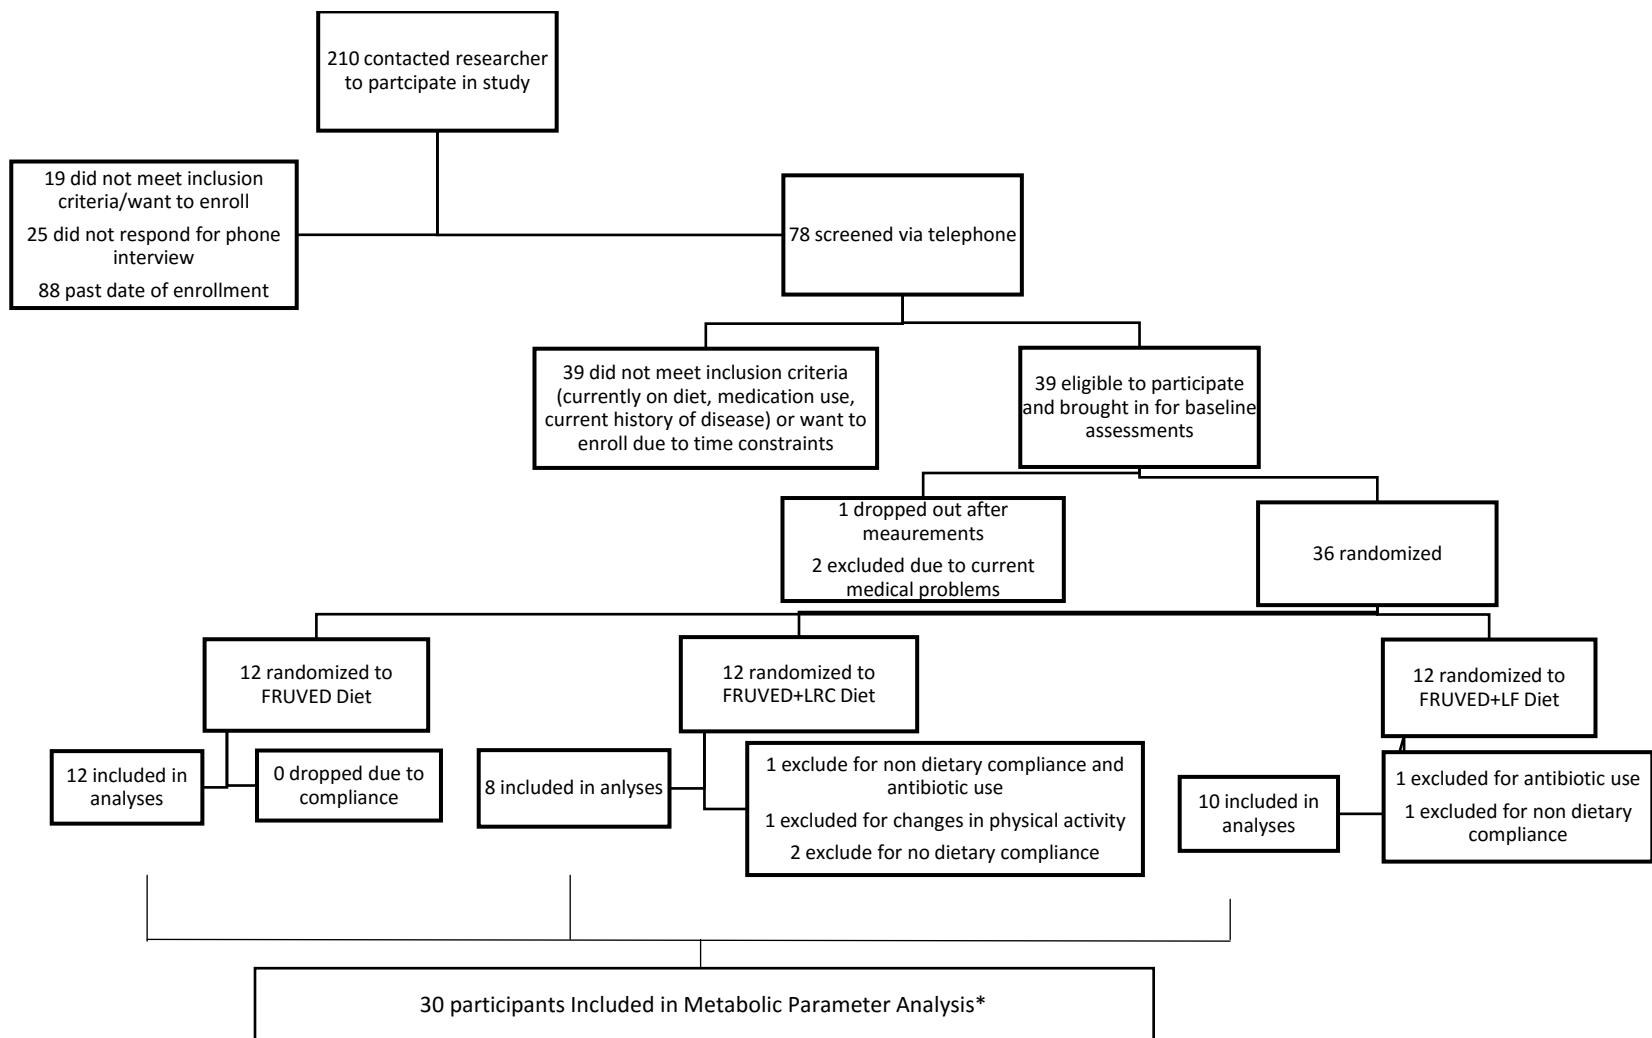 210 contacted researcher
to partcipate in study
19 did not meet inclusion
criteria/want to enroll
25 did not respond for phone
interview
88 past date of enrollment
78 screened via telephone
39 did not meet inclusion criteria
(currently on diet, medication use,
current history of disease) or want to
enroll due to time constraints
39 eligible to participate
and brought in for baseline
assessments
1 dropped out after
meaurements
2 excluded due to current
medical problems
36 randomized
12 randomized to
FRUVED Diet
12 randomized to
FRUVED+LRC Diet
12 randomized to
FRUVED+LF Diet
12 included in
analyses
0 dropped due to
compliance
8 included in anlyses
1 exclude for non dietary compliance and
antibiotic use
1 excluded for changes in physical activity
2 exclude for no dietary compliance
10 included in
analyses
1 excluded for antibiotic use
1 excluded for non dietary
compliance
30 participants Included in Metabolic Parameter Analysis*